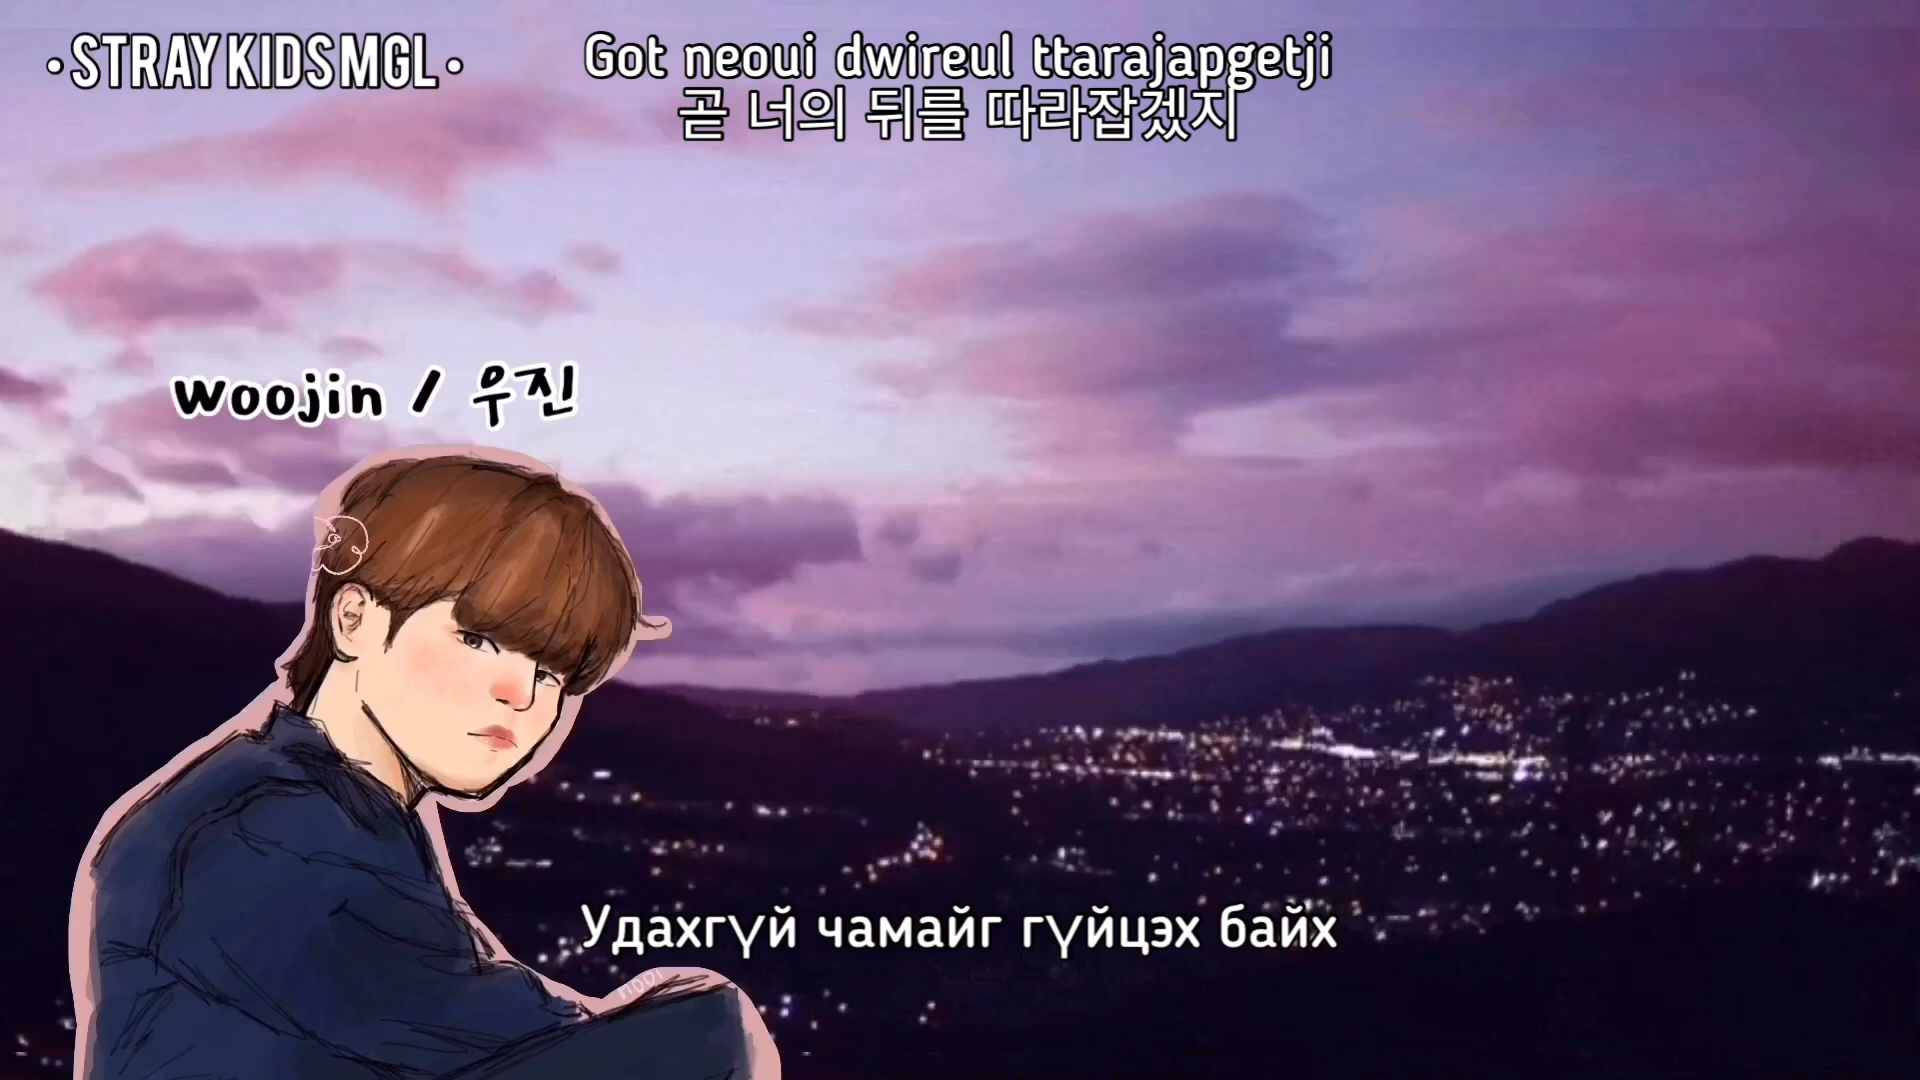 • STRAY KIDS MGL •
Got neoui dwireul ttarajapgetji
곧 너의 뒤를 따라잡겠지
Woojin / 우진
MODI
Удахгүй чамайг гүйцэх байх